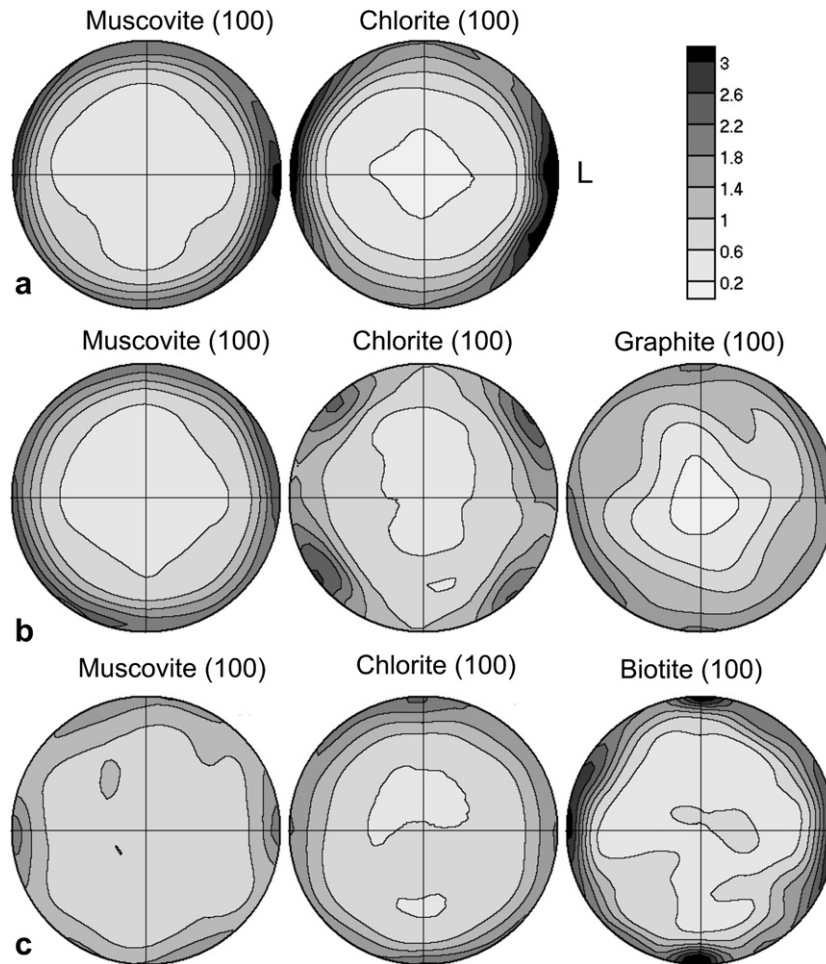 Muscovite (100) Chlorite (100)
3
2.6
2.2
1.8
1.4
1
0.6
0.2
L
a
Muscovite (100) Chlorite (100) Graphite (100)
b
Muscovite (100) Chlorite (100) Biotite (100)
c